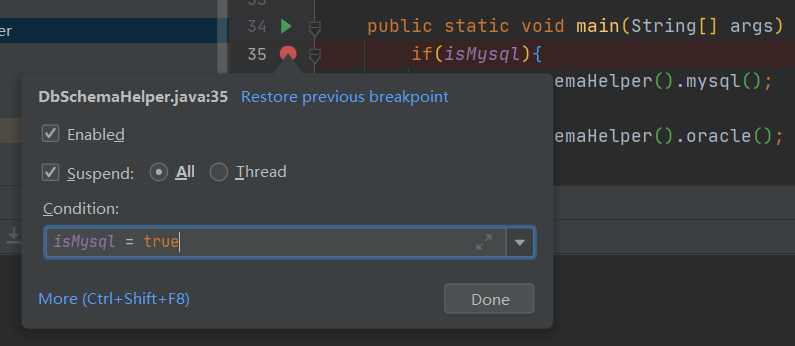 33
34 public static void main(String[] args)
er
35 if(isMysql){
emaHelper().mysql();
DbSchemaHelper.java:35 Restore previous breakpoint
Enabled
emaHelper().oracle();
Suspend: All Thread
Condition:
isMysql = true
More (Ctrl+Shift+F8) Done